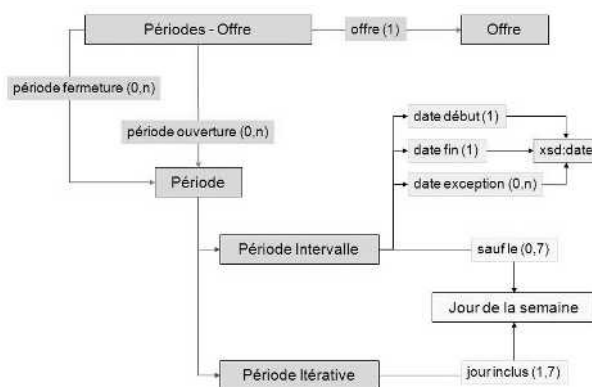 Périodes - Offre
offre (1)
Offre
période fermeture (0,n)
période ouverture (0,n)
Période
date début (1)
date fin (1)
xsd:date
date exception (0,n)
Période Intervalle
sauf le (0,7)
Jour de la semaine
Période Itérative
jour inclus (1,7)